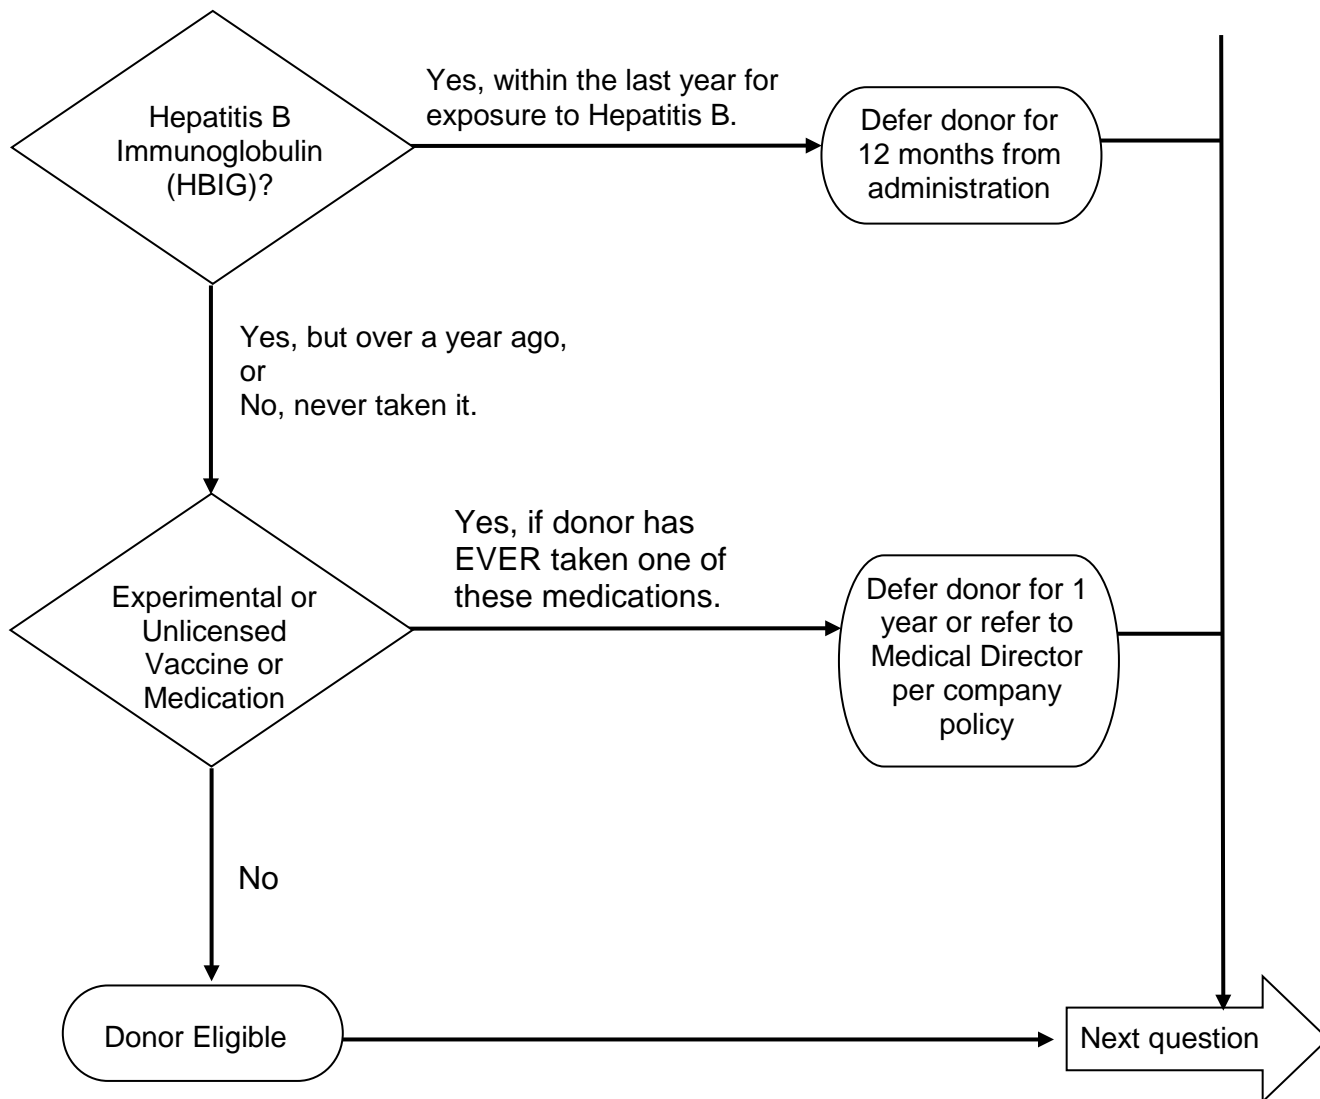 Hepatitis B
Immunoglobulin
(HBIG)?
Yes, within the last year for
exposure to Hepatitis B.
Defer donor for
12 months from
administration
Yes, but over a year ago,
or
No, never taken it.
Experimental or
Unlicensed
Vaccine or
Medication
Yes, if donor has
EVER taken one of
these medications.
Defer donor for 1
year or refer to
Medical Director
per company
policy
No
Donor Eligible
Next question